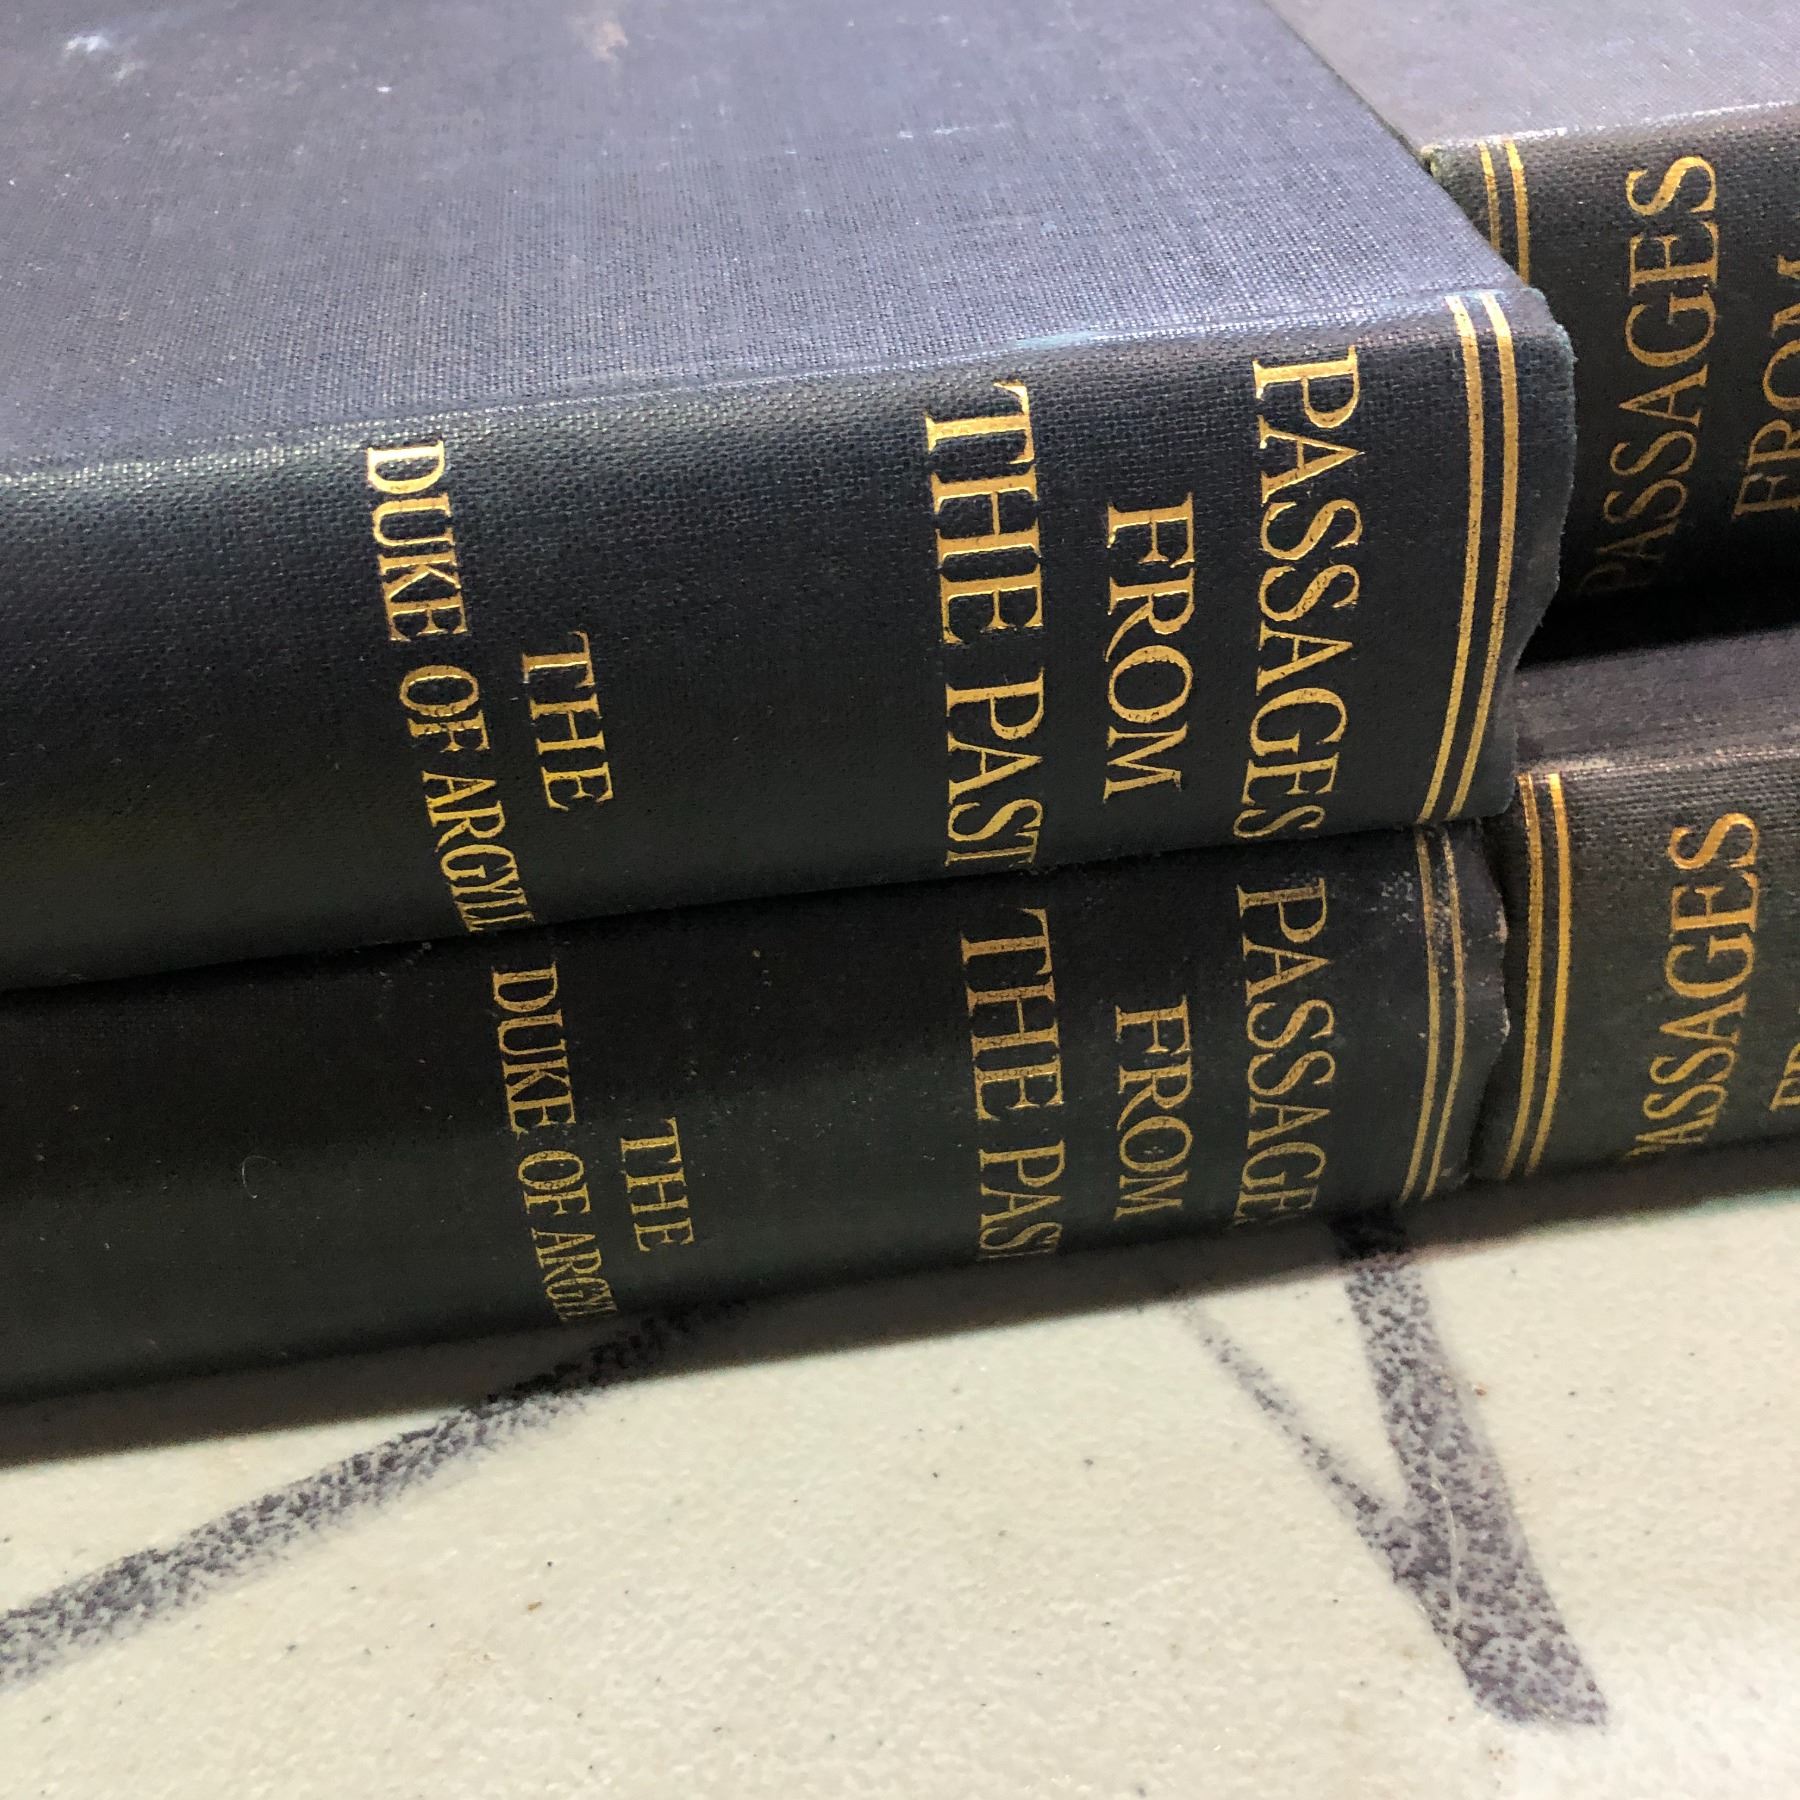 PASSAGES
FROM
THE PAST
THE
DUKE OF ARGYLL
PASSAGES
FROM
THE PAST
THE
DUKE OF ARGYLL
PASSAGES
FROM
PASSAGES